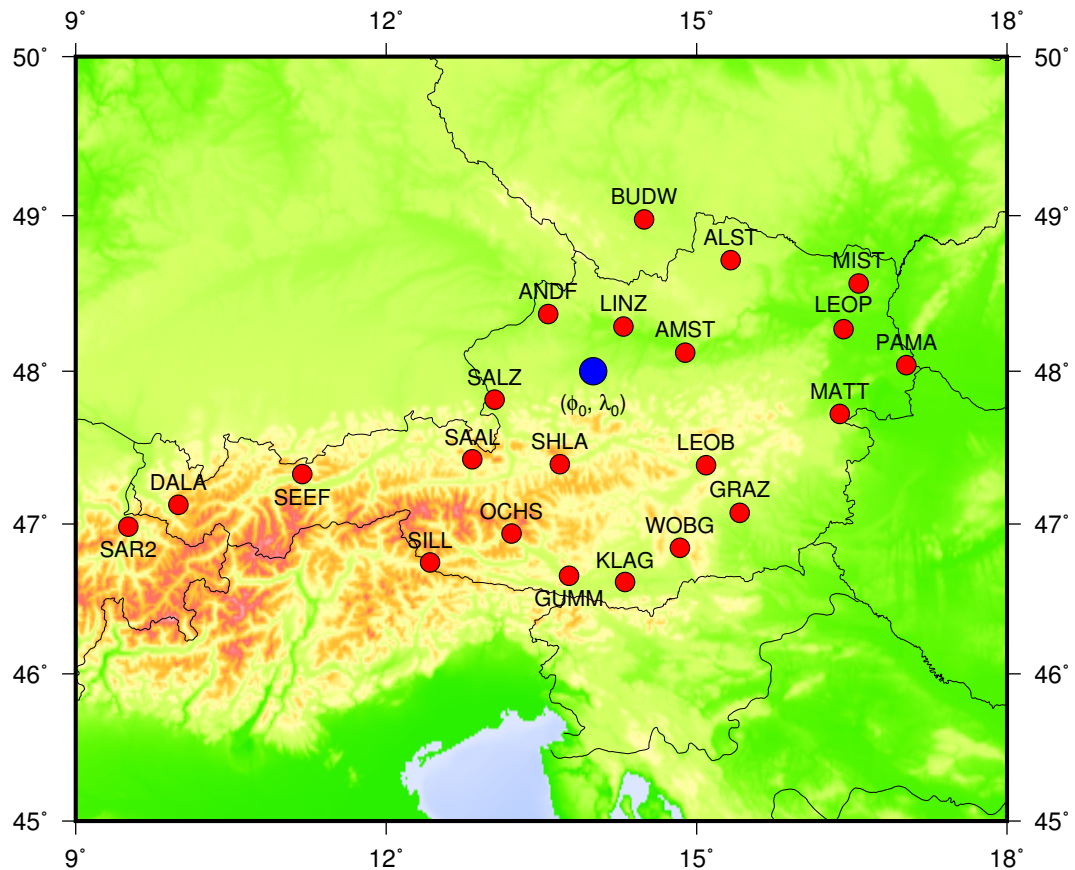 9˚ 12˚ 15˚ 18˚
50˚ 50˚
BUDW
49˚ 49˚
ALST
MIST
ANDF
LINZ
LEOP
AMST
PAMA
48˚ 48˚
SALZ
(ϕ₀, λ₀)
MATT
SAAL
SHLA
LEOB
DALA
SEEF
GRAZ
OCHS
47˚ 47˚
WOBG
SAR2
SILL
KLAG
GUMM
46˚ 46˚
45˚ 45˚
9˚ 12˚ 15˚ 18˚